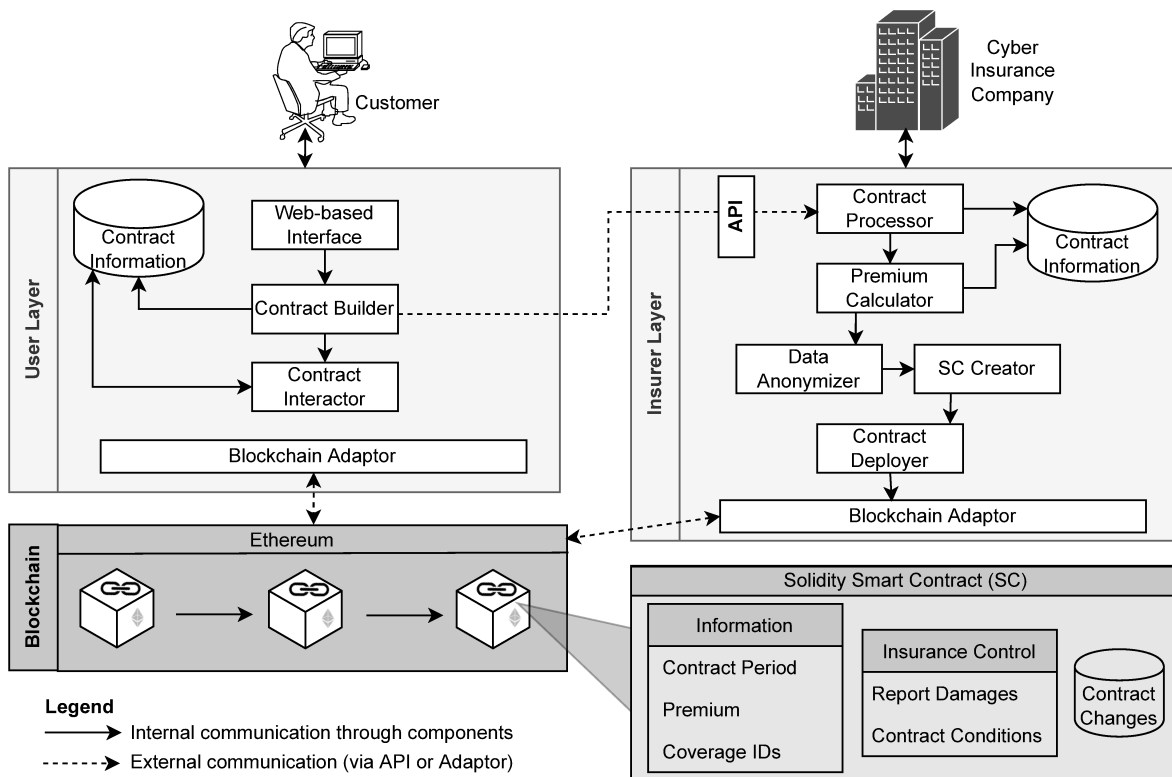 Customer
Cyber
Insurance
Company
User Layer
Contract
Information
Web-based
Interface
Contract Builder
Contract
Interactor
Blockchain Adaptor
Insurer Layer
API
Contract
Processor
Contract
Information
Premium
Calculator
Data
Anonymizer
SC Creator
Contract
Deployer
Blockchain Adaptor
Blockchain
Ethereum
Solidity Smart Contract (SC)
Information
Contract Period
Premium
Coverage IDs
Insurance Control
Report Damages
Contract Conditions
Contract
Changes
Legend
Internal communication through components
External communication (via API or Adaptor)